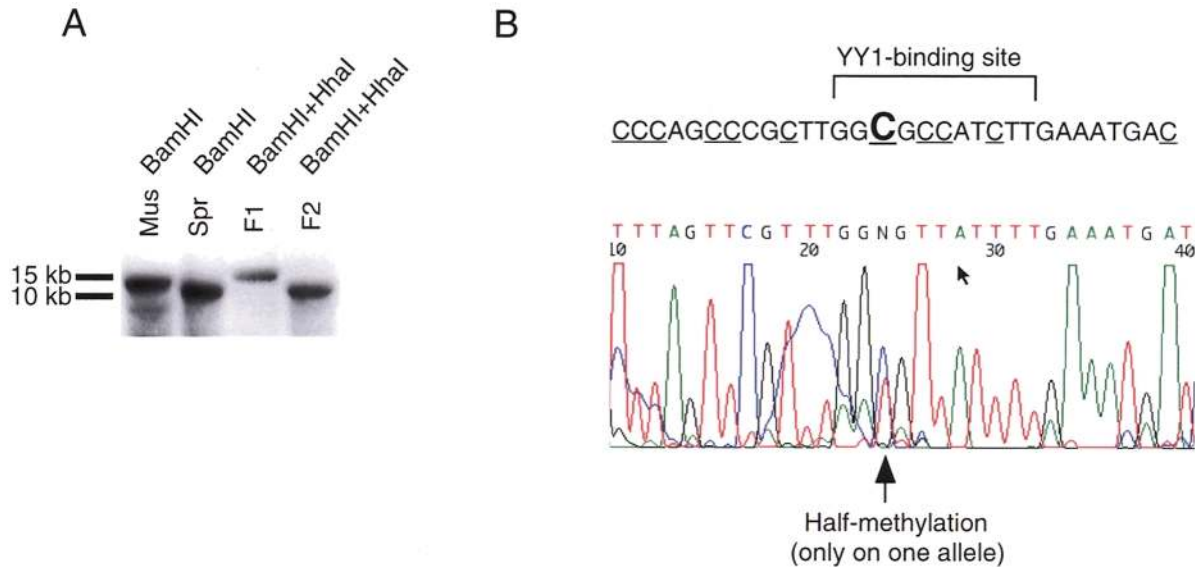 A
Mus BamHI
Spr BamHI
F1 BamHI+HhaI
F2 BamHI+HhaI
15 kb
10 kb
B
YY1-binding site
CCCAGCCCGCTTGGCGCCATCTTGAAATGAC
TTTAGTTCGTTTGGNGTTATTTTGAAATGAT
10 20 30 40
Half-methylation
(only on one allele)